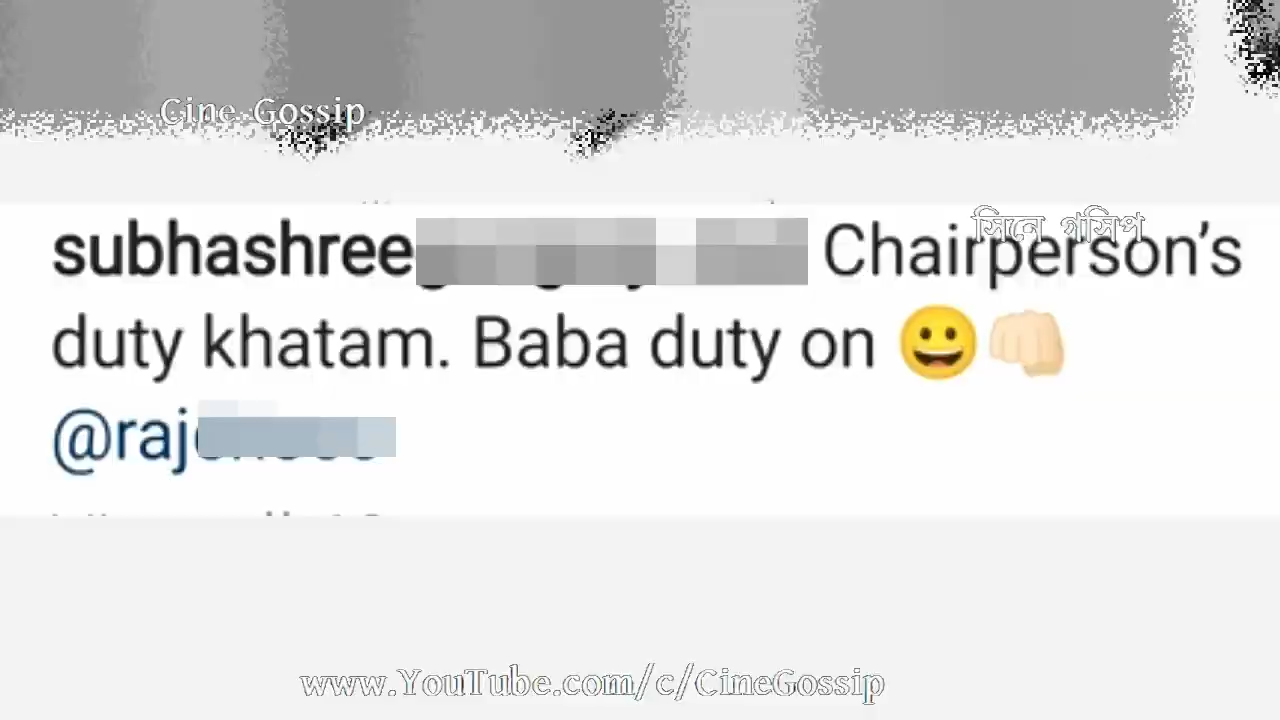 Cine Gossip
সিনে গসিপ
subhashree Chairperson's
duty khatam. Baba duty on 😀👊🏻
@raj
www.YouTube.com/c/CineGossip